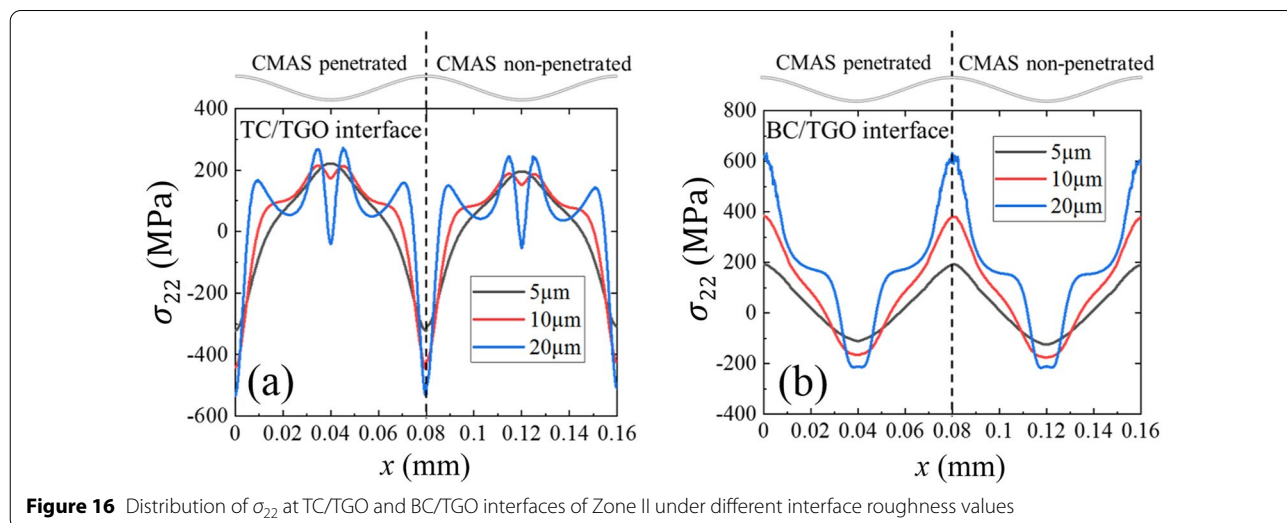 CMAS penetrated CMAS non-penetrated
400
200
0
-200
-400
-600
σ22 (MPa)
TC/TGO interface
5μm
10μm
20μm
(a)
0 0.02 0.04 0.06 0.08 0.1 0.12 0.14 0.16
x (mm)
CMAS penetrated CMAS non-penetrated
800
600
400
200
0
-200
-400
σ22 (MPa)
BC/TGO interface
5μm
10μm
20μm
(b)
0 0.02 0.04 0.06 0.08 0.1 0.12 0.14 0.16
x (mm)
Figure 16 Distribution of σ22 at TC/TGO and BC/TGO interfaces of Zone II under different interface roughness values